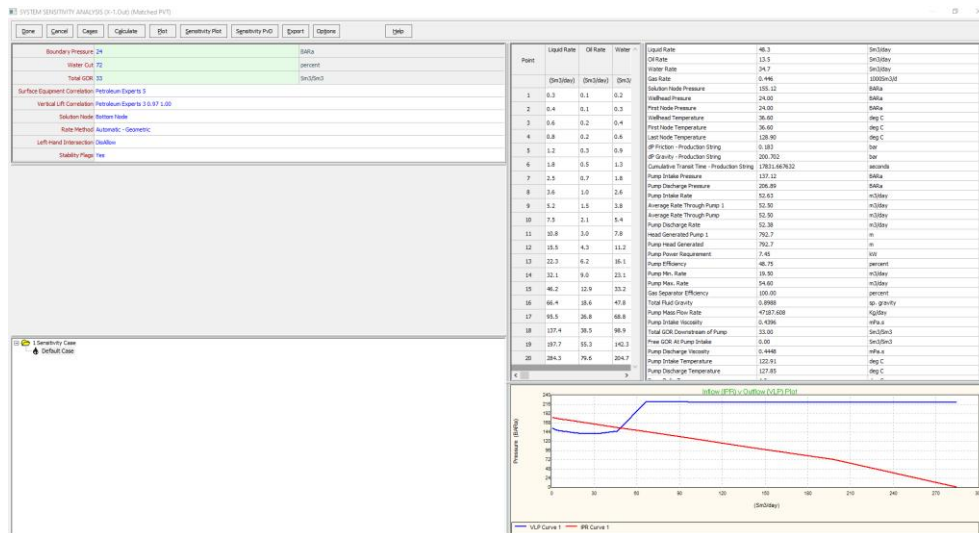 SYSTEM SENSITIVITY ANALYSIS (X-1.Out) (Matched PVT)
Done Cancel Cases Calculate Plot Sensitivity Plot Sensitivity PvD Export Options Help
Boundary Pressure 24 BARa
Water Cut 72 percent
Total GOR 33 Sm3/Sm3
Surface Equipment Correlation Petroleum Experts 5
Vertical Lift Correlation Petroleum Experts 3 0.97 1.00
Solution Node Bottom Node
Rate Method Automatic - Geometric
Left-Hand Intersection DisAllow
Stability Flags Yes
1 Sensitivity Case
Default Case
Point Liquid Rate Oil Rate Water
(Sm3/day) (Sm3/day) (Sm3/
1 0.3 0.1 0.2
2 0.4 0.1 0.3
3 0.6 0.2 0.4
4 0.8 0.2 0.6
5 1.2 0.3 0.9
6 1.8 0.5 1.3
7 2.5 0.7 1.8
8 3.6 1.0 2.6
9 5.2 1.5 3.8
10 7.5 2.1 5.4
11 10.8 3.0 7.8
12 15.5 4.3 11.2
13 22.3 6.2 16.1
14 32.1 9.0 23.1
15 46.2 12.9 33.2
16 66.4 18.6 47.8
17 95.5 26.8 68.8
18 137.4 38.5 98.9
19 197.7 55.3 142.3
20 284.3 79.6 204.7
Liquid Rate 48.3 Sm3/day
Oil Rate 13.5 Sm3/day
Water Rate 34.7 Sm3/day
Gas Rate 0.446 1000Sm3/d
Solution Node Pressure 155.12 BARa
Wellhead Pressure 24.00 BARa
First Node Pressure 24.00 BARa
Wellhead Temperature 36.60 deg C
First Node Temperature 36.60 deg C
Last Node Temperature 128.90 deg C
dP Friction - Production String 0.183 bar
dP Gravity - Production String 200.702 bar
Cumulative Transit Time - Production String 17831.667632 seconds
Pump Intake Pressure 137.12 BARa
Pump Discharge Pressure 206.89 BARa
Pump Intake Rate 52.63 m3/day
Average Rate Through Pump 1 52.50 m3/day
Average Rate Through Pump 52.50 m3/day
Pump Discharge Rate 52.38 m3/day
Head Generated Pump 1 792.7 m
Pump Head Generated 792.7 m
Pump Power Requirement 7.45 kW
Pump Efficiency 48.75 percent
Pump Min. Rate 19.50 m3/day
Pump Max. Rate 54.60 m3/day
Gas Separator Efficiency 100.00 percent
Total Fluid Gravity 0.8988 sp. gravity
Pump Mass Flow Rate 47187.608 Kg/day
Pump Intake Viscosity 0.4396 mPa.s
Total GOR Downstream of Pump 33.00 Sm3/Sm3
Free GOR At Pump Intake 0.00 Sm3/Sm3
Pump Discharge Viscosity 0.4448 mPa.s
Pump Intake Temperature 122.91 deg C
Pump Discharge Temperature 127.85 deg C
Inflow (IPR) v Outflow (VLP) Plot
Pressure (BARa)
240
216
192
168
144
120
96
72
48
24
0
0 30 60 90 120 150 180 210 240 270
(Sm3/day)
VLP Curve 1 IPR Curve 1